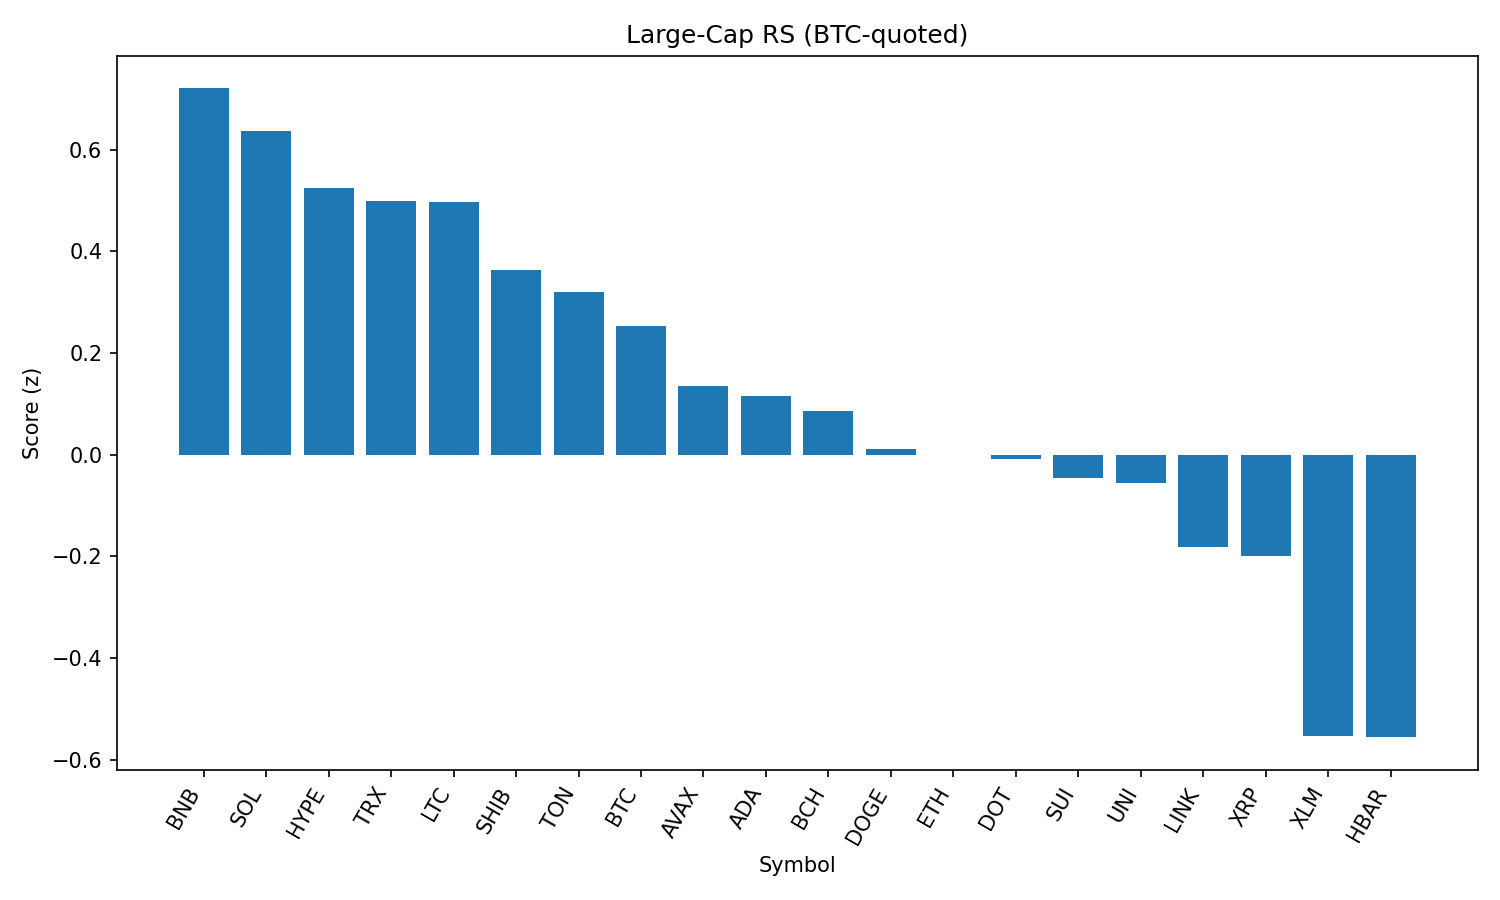 Large-Cap RS (BTC-quoted)
Score (z)
0.6
0.4
0.2
0.0
−0.2
−0.4
−0.6
BNB
SOL
HYPE
TRX
LTC
SHIB
TON
BTC
AVAX
ADA
BCH
DOGE
ETH
DOT
SUI
UNI
LINK
XRP
XLM
HBAR
Symbol